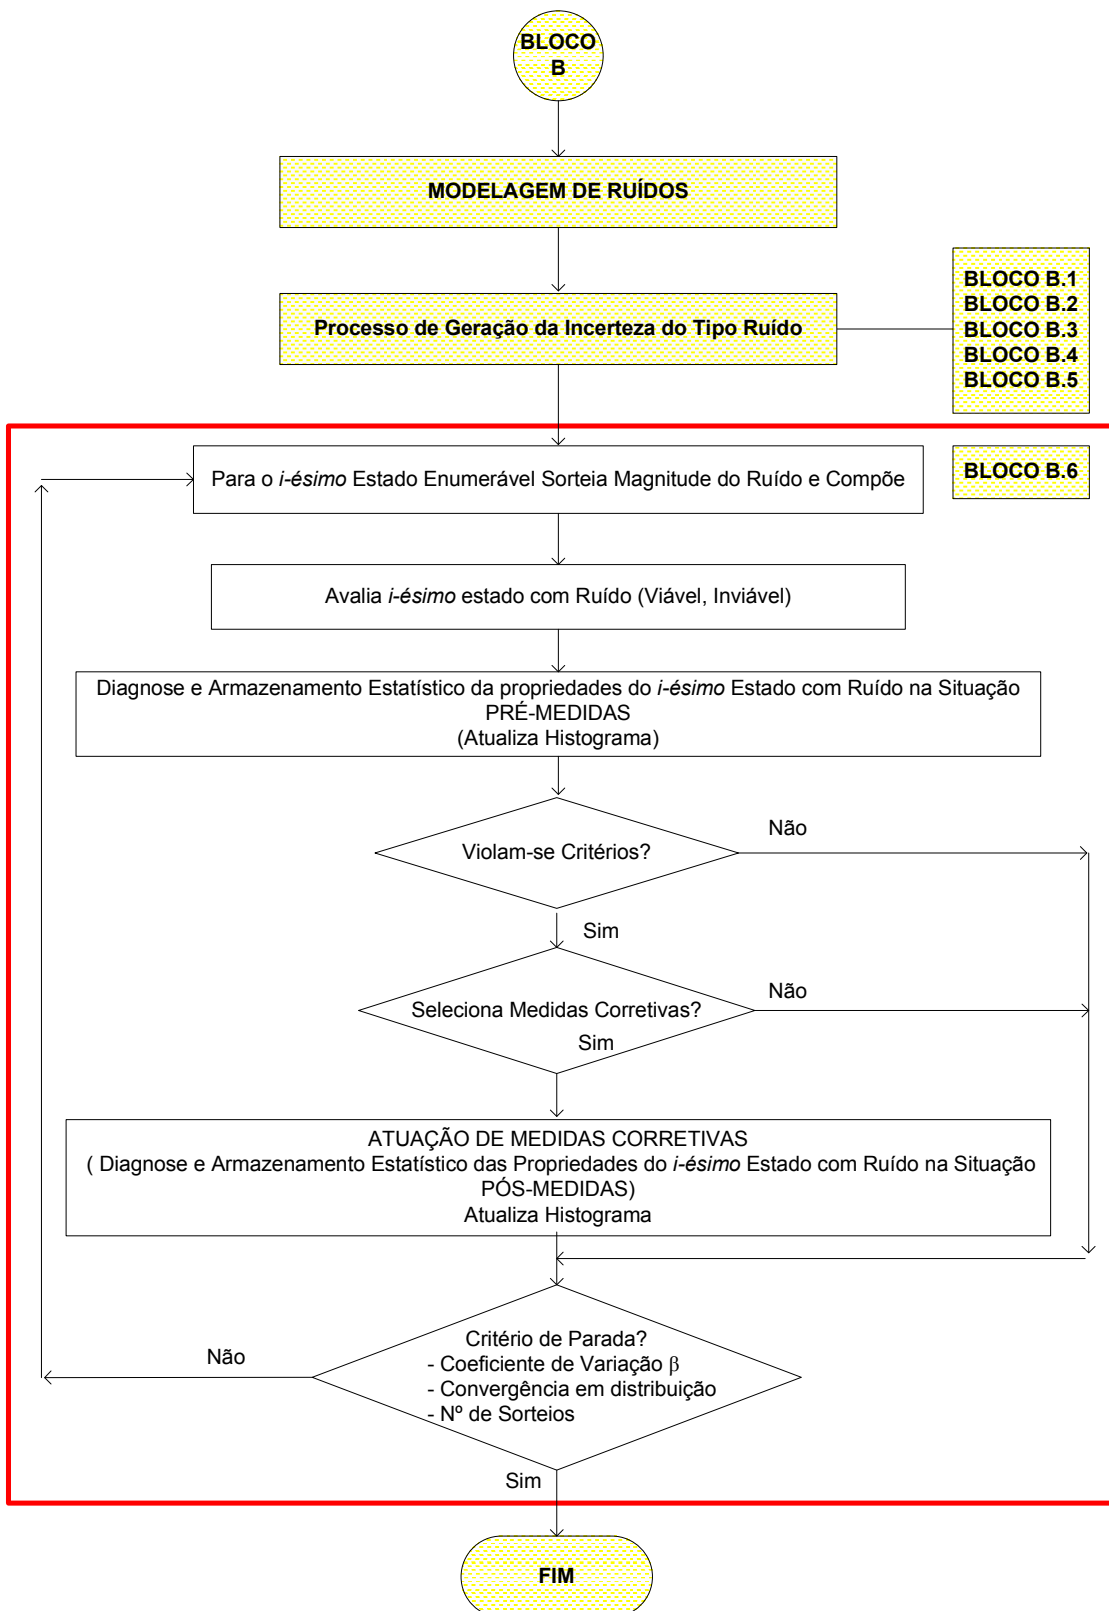 BLOCO
B
MODELAGEM DE RUÍDOS
Processo de Geração da Incerteza do Tipo Ruído
BLOCO B.1
BLOCO B.2
BLOCO B.3
BLOCO B.4
BLOCO B.5
Para o i-ésimo Estado Enumerável Sorteia Magnitude do Ruído e Compõe
BLOCO B.6
Avalia i-ésimo estado com Ruído (Viável, Inviável)
Diagnose e Armazenamento Estatístico da propriedades do i-ésimo Estado com Ruído na Situação
PRÉ-MEDIDAS
(Atualiza Histograma)
Violam-se Critérios?
Não
Sim
Seleciona Medidas Corretivas?
Não
Sim
ATUAÇÃO DE MEDIDAS CORRETIVAS
( Diagnose e Armazenamento Estatístico das Propriedades do i-ésimo Estado com Ruído na Situação
PÓS-MEDIDAS)
Atualiza Histograma
Critério de Parada?
- Coeficiente de Variação β
- Convergência em distribuição
- Nº de Sorteios
Não
Sim
FIM